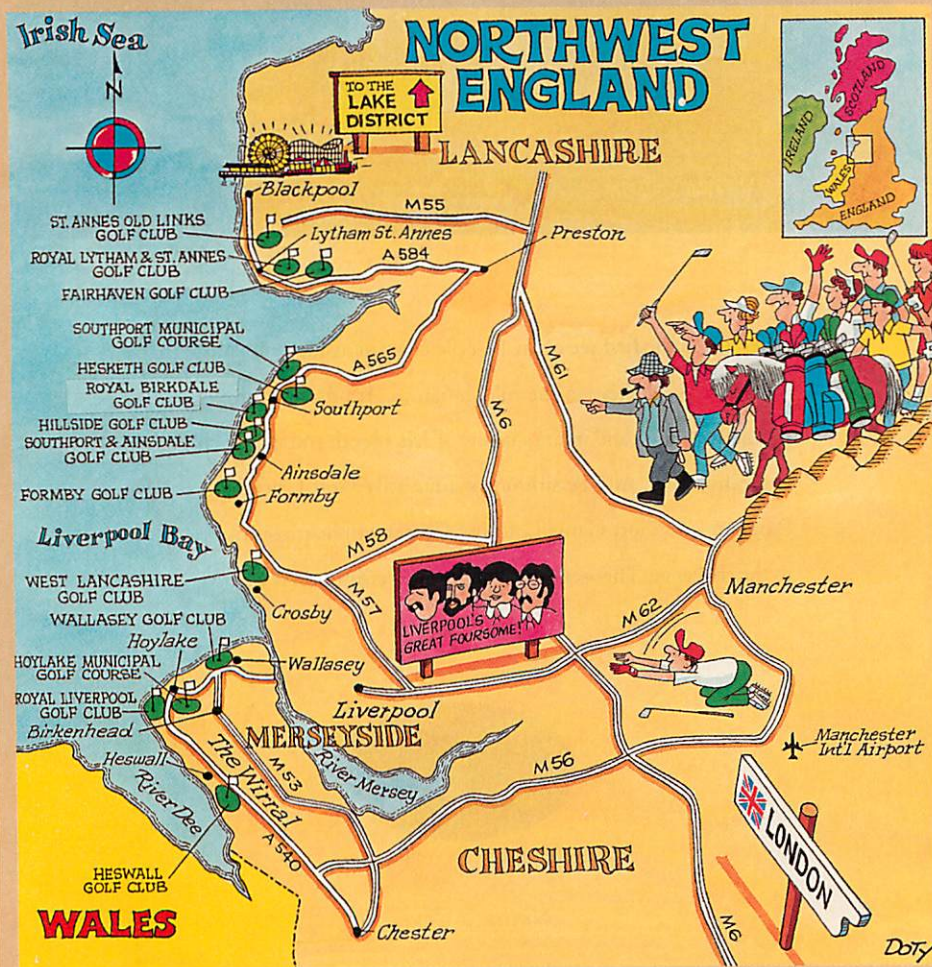 Irish Sea
N
NORTHWEST
ENGLAND
TO THE
LAKE
DISTRICT
LANCASHIRE
SCOTLAND
IRELAND
WALES
ENGLAND
Blackpool
M55
ST. ANNES OLD LINKS
GOLF CLUB
Lytham St. Annes
Preston
ROYAL LYTHAM & ST. ANNES
GOLF CLUB
A 584
FAIRHAVEN GOLF CLUB
SOUTHPORT MUNICIPAL
GOLF COURSE
HESKETH GOLF CLUB
A 565
M61
ROYAL BIRKDALE
GOLF CLUB
Southport
M6
HILLSIDE GOLF CLUB
SOUTHPORT & AINSDALE
GOLF CLUB
Ainsdale
FORMBY GOLF CLUB
Formby
Liverpool Bay
M58
WEST LANCASHIRE
GOLF CLUB
M57
Crosby
LIVERPOOL'S
GREAT FOURSOME!
Manchester
M62
WALLASEY GOLF CLUB
Hoylake
Wallasey
HOYLAKE MUNICIPAL
GOLF COURSE
ROYAL LIVERPOOL
GOLF CLUB
Liverpool
Birkenhead
MERSEYSIDE
Manchester
Int'l Airport
Heswall
The Wirral
M53
River Mersey
M56
River Dee
A 540
LONDON
HESWALL
GOLF CLUB
CHESHIRE
WALES
Chester
M6
DOTY